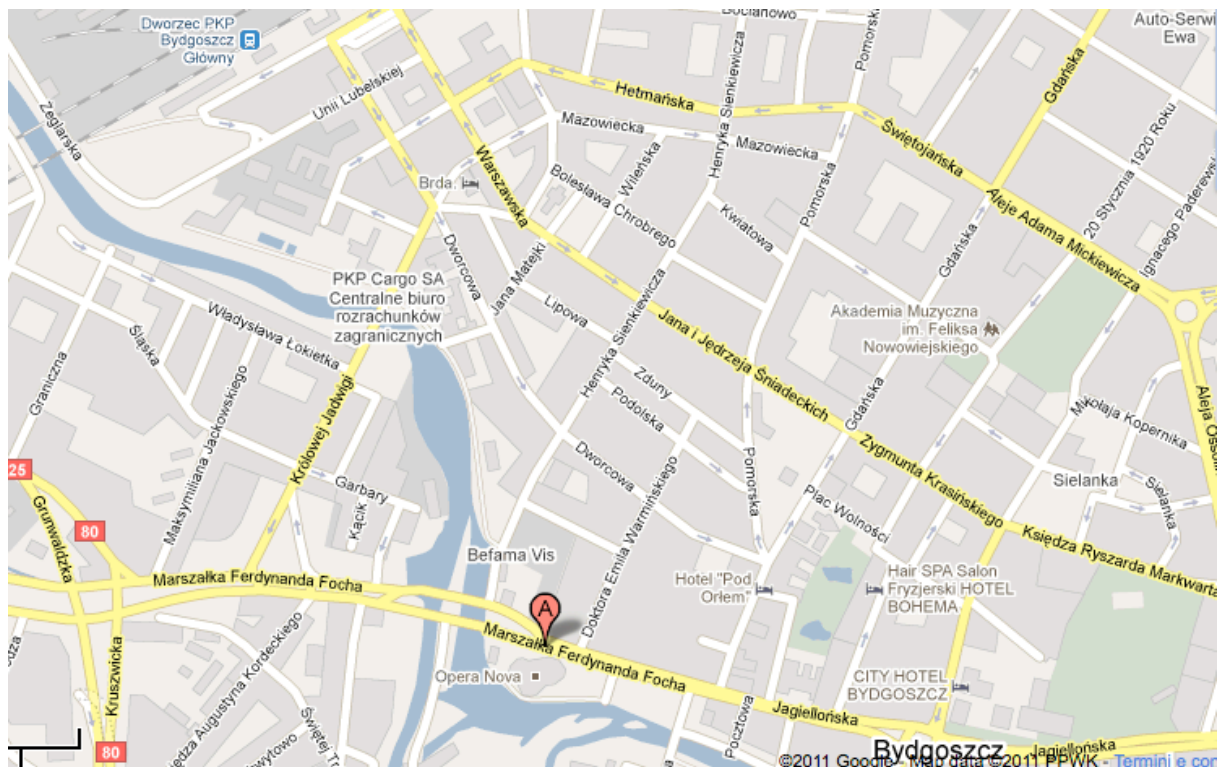 Dworzec PKP
Bydgoszcz
Główny
Bocianowo
Auto-Serwi
Ewa
Unii Lubelskiej
Hetmańska
Henryka Sienkiewicza
Pomorska
Gdańska
Żeglarska
Mazowiecka
Mazowiecka
Świętojańska
20 Stycznia 1920 Roku
Ignacego Paderewski
Warszawska
Wileńska
Brda.
Bolesława Chrobrego
Kwiatowa
Pomorska
Aleje Adama Mickiewicza
Gdańska
Dworcowa
Jana Matejki
PKP Cargo SA
Centralne biuro
rozrachunków
zagranicznych
Lipowa
Henryka Sienkiewicza
Jana i Jędrzeja Śniadeckich
Akademia Muzyczna
im. Feliksa
Nowowiejskiego
Władysława Łokietka
Śląska
Graniczna
Maksymiliana Jackowskiego
Królowej Jadwigi
Zduny
Podolska
Gdańska
Mikołaja Kopernika
Aleja Ossoliń
25
Grunwaldzka
80
Garbary
Kącik
Dworcowa
Doktora Emila Warmińskiego
Pomorska
Zygmunta Krasińskiego
Plac Wolności
Sielanka
Sielanka
Księdza Ryszarda Markwarta
Befama Vis
Hotel "Pod
Orłem"
Hair SPA Salon
Fryzjerski HOTEL
BOHEMA
Marszałka Ferdynanda Focha
A
Marszałka Ferdynanda Focha
Opera Nova
CITY HOTEL
BYDGOSZCZ
Kruszwicka
edza Augustyna Kordeckiego
Świętej Tr
80
Pocztowa
Jagiellońska
Bydgoszcz
Jagiellońska
©2011 Google - Map data ©2011 PPWK - Termini e con